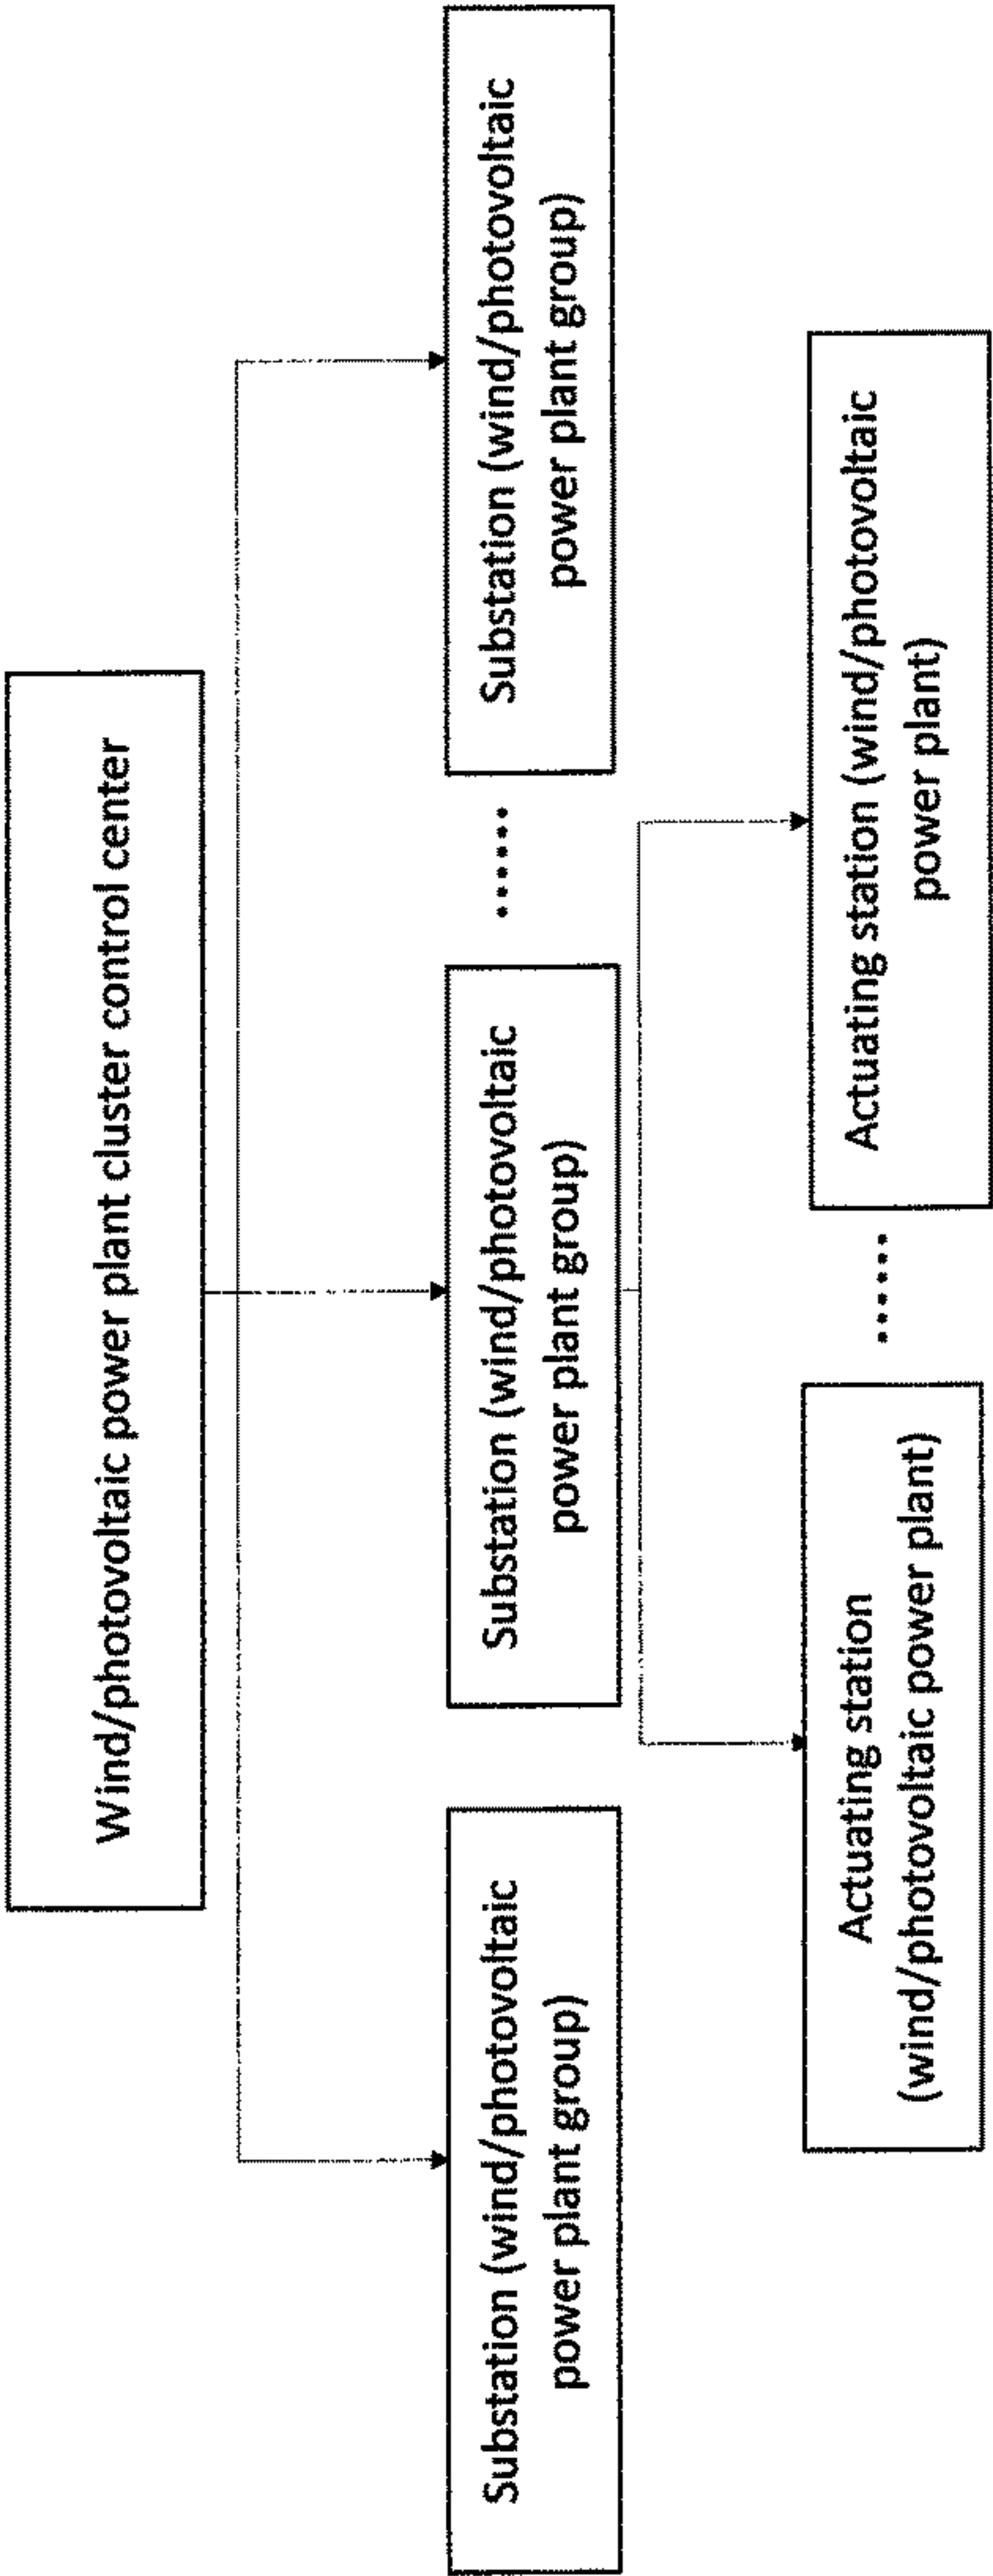 Wind/photovoltaic power plant cluster control center
Substation (wind/photovoltaic
power plant group)
Substation (wind/photovoltaic
power plant group)
......
Substation (wind/photovoltaic
power plant group)
Actuating station
(wind/photovoltaic power plant)
......
Actuating station (wind/photovoltaic
power plant)